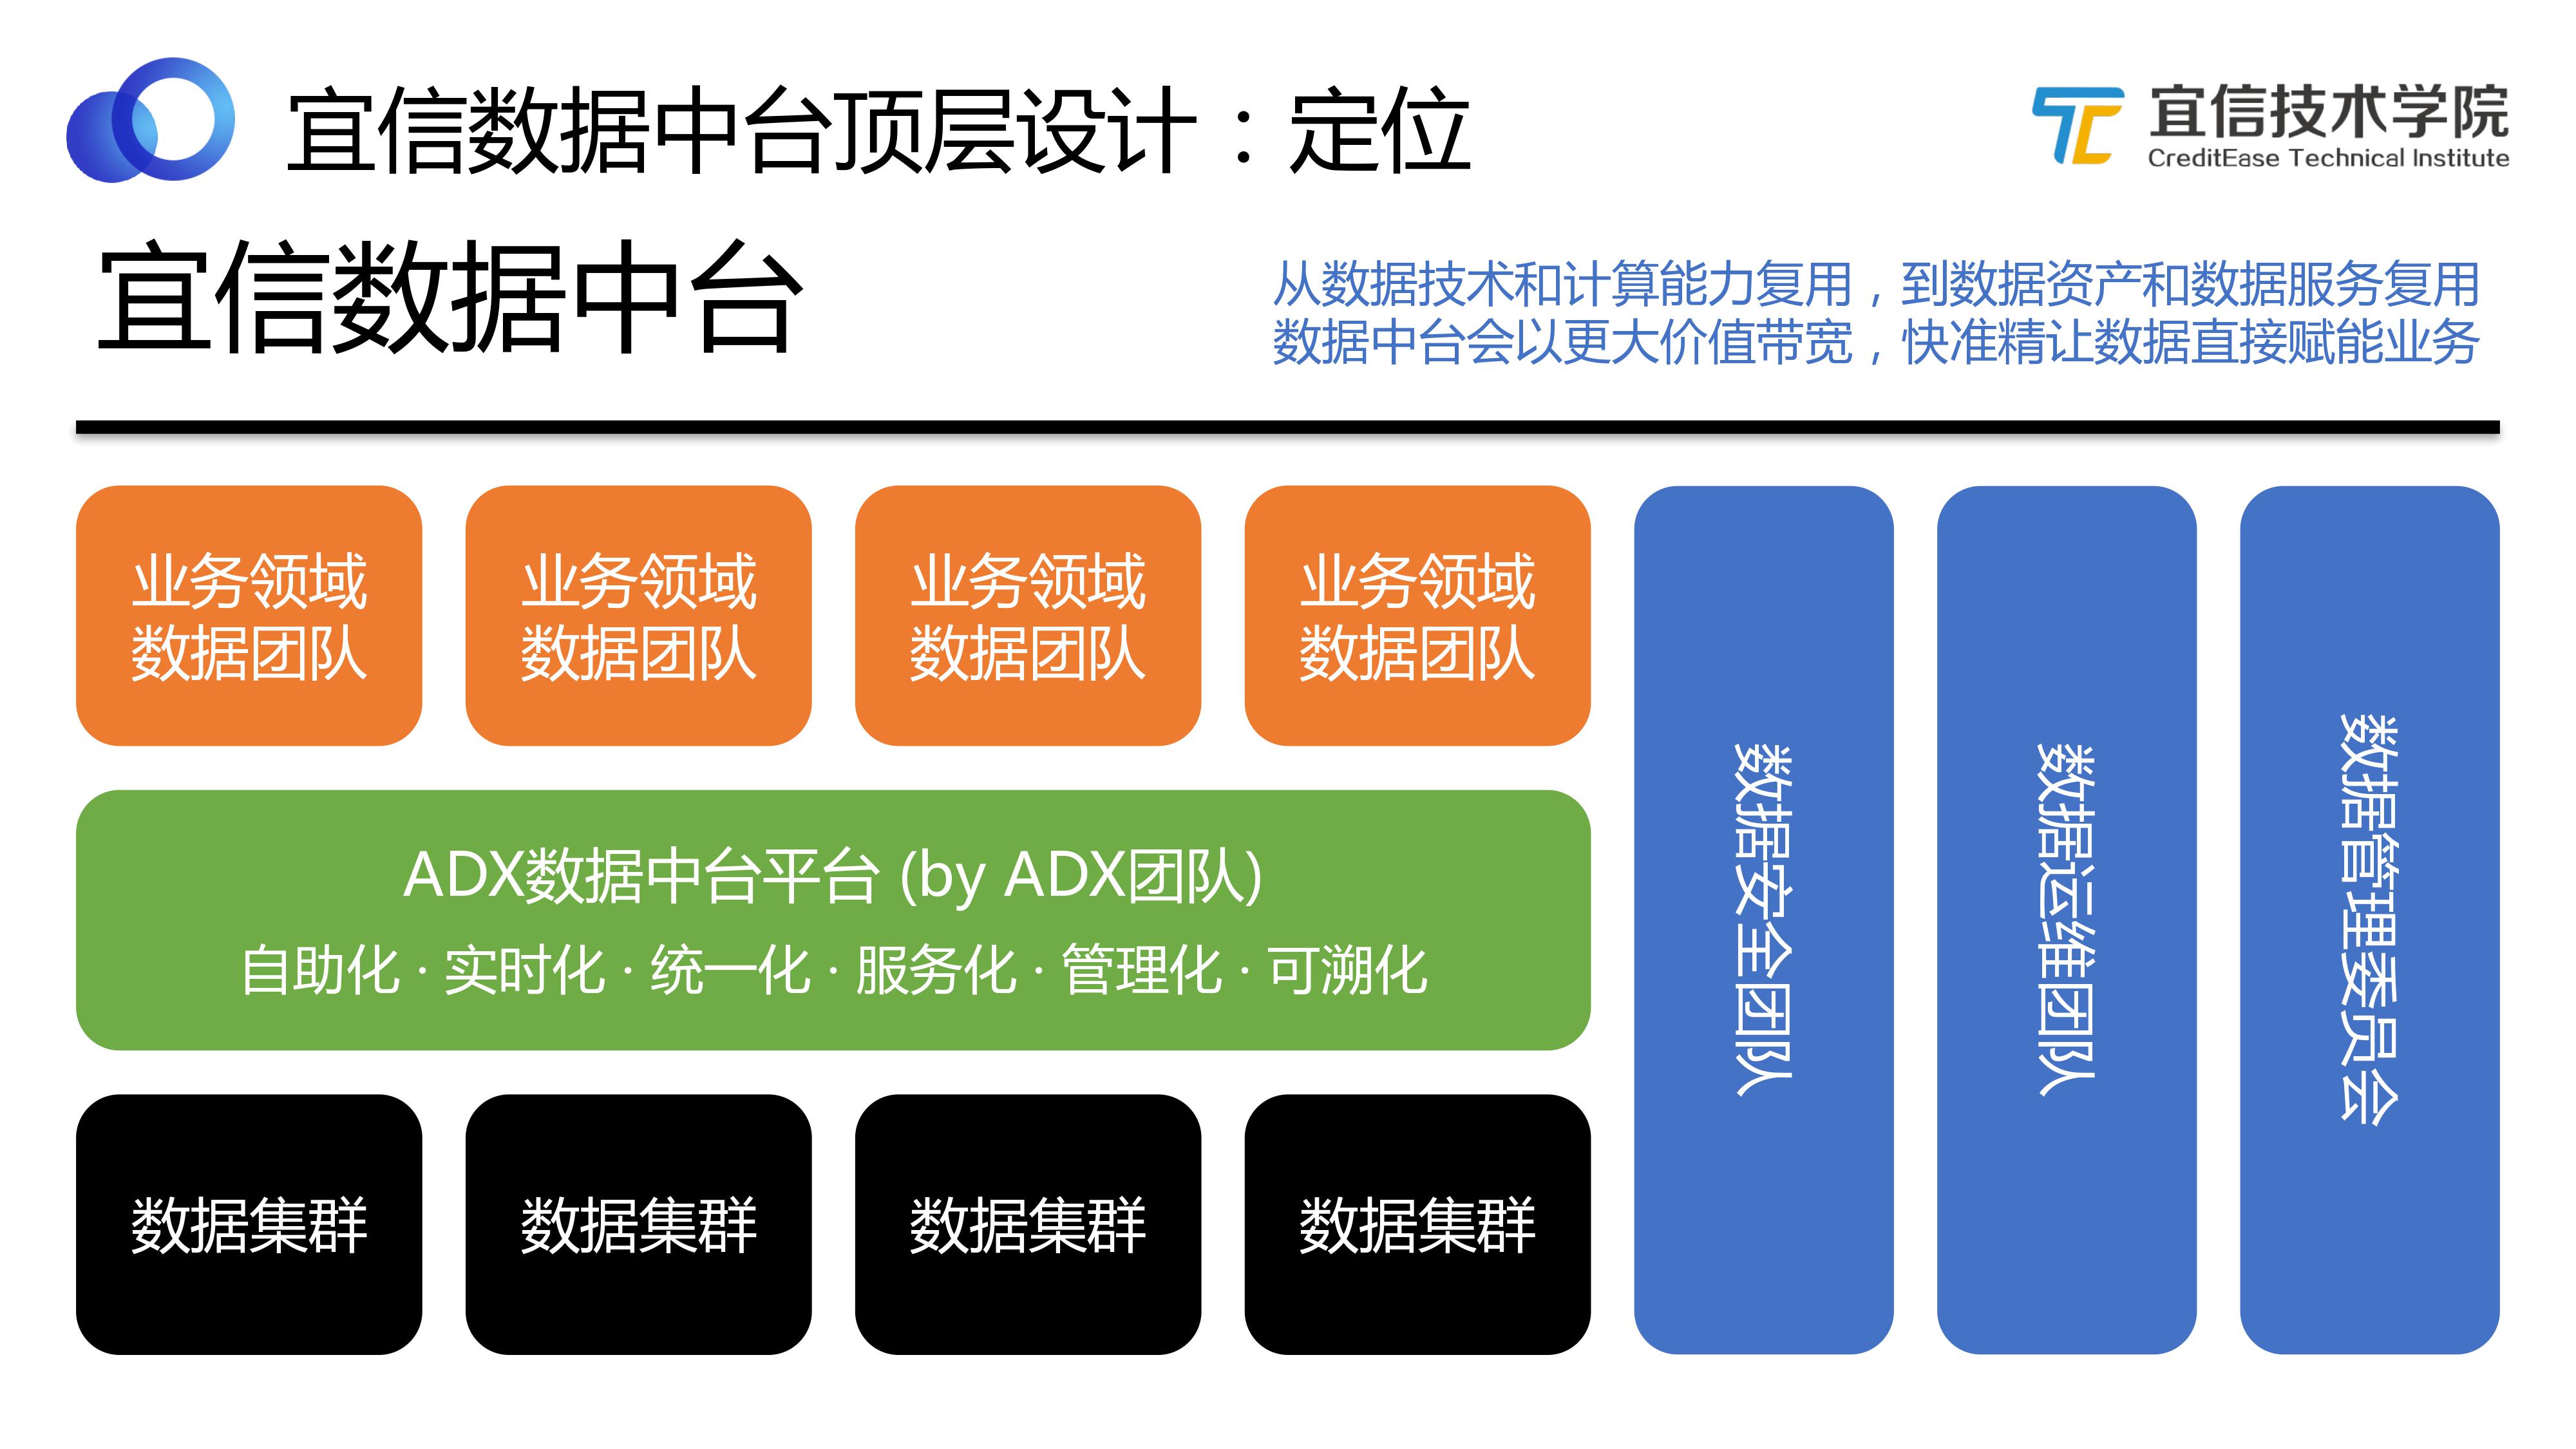 宜信数据中台顶层设计：定位
宜信技术学院
CreditEase Technical Institute
宜信数据中台
从数据技术和计算能力复用，到数据资产和数据服务复用
数据中台会以更大价值带宽，快准精让数据直接赋能业务
业务领域
数据团队
业务领域
数据团队
业务领域
数据团队
业务领域
数据团队
ADX数据中台平台 (by ADX团队)
自助化 · 实时化 · 统一化 · 服务化 · 管理化 · 可溯化
数据集群
数据集群
数据集群
数据集群
数据安全团队
数据运维团队
数据管理委员会